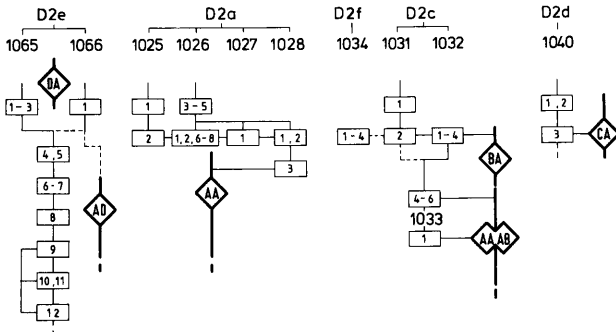 D2e D2a D2f D2c D2d
1065 1066 1025 1026 1027 1028 1034 1031 1032 1040
DA
1-3 1 1 3-5 1 1,2
2 1,2,6-8 1 1,2 1-4 2 1-4 3 CA
4,5 BA
3
6-7 AA
4-6
8 AD 1033
1 AA AB
9
10,11
12